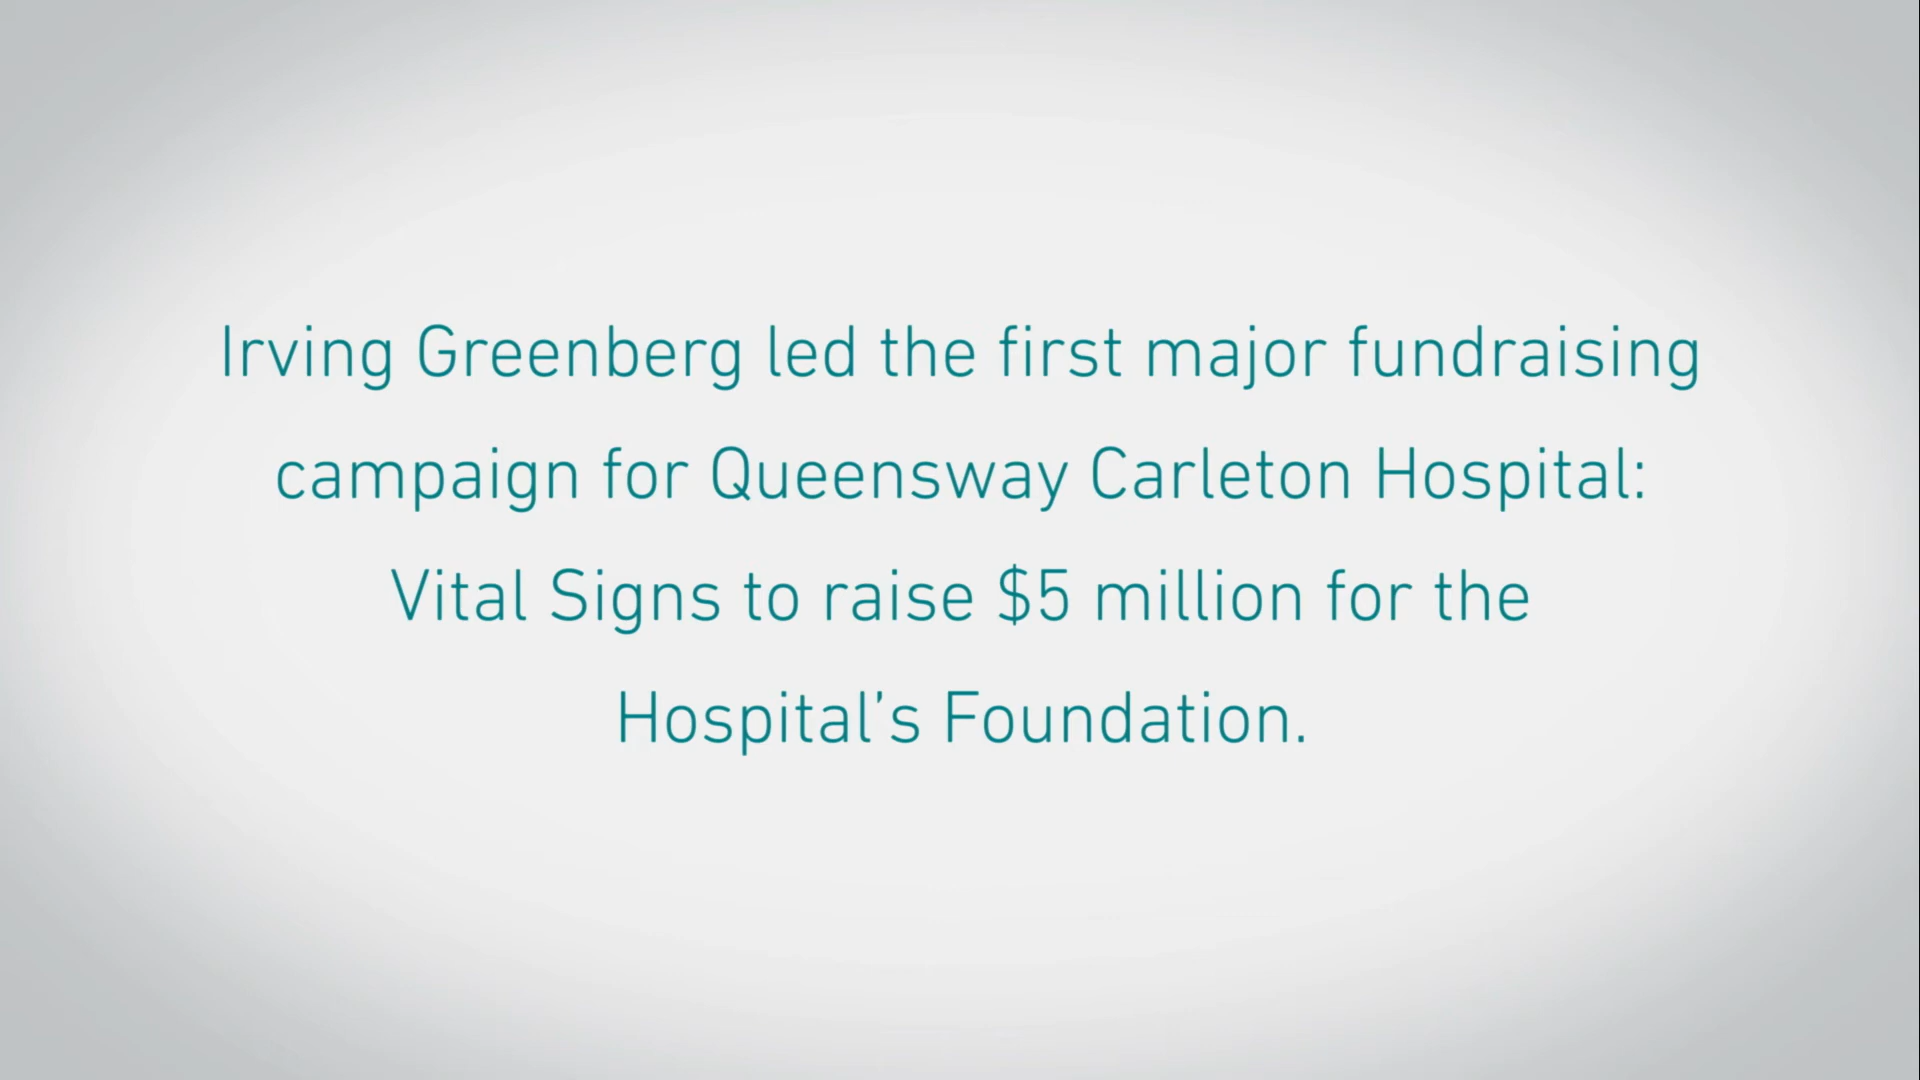 Irving Greenberg led the first major fundraising
campaign for Queensway Carleton Hospital:
Vital Signs to raise $5 million for the
Hospital’s Foundation.